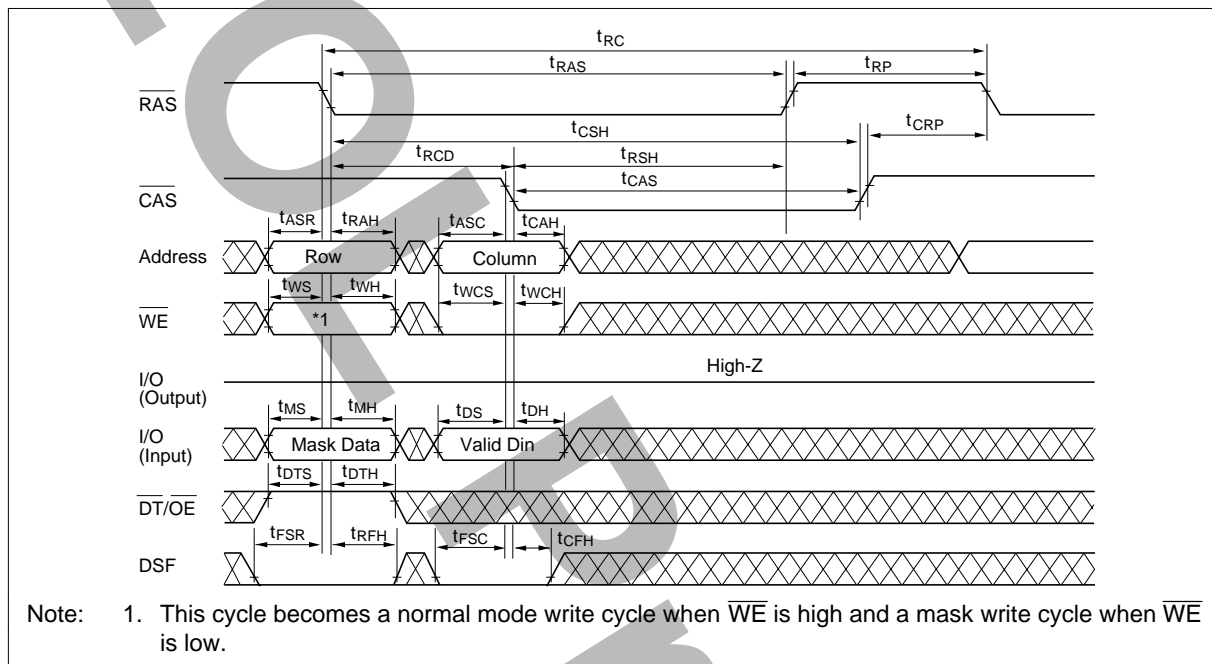 tRC
tRAS tRP
RAS
tCSH tCRP
tRCD tRSH
tCAS
CAS
tASR tRAH tASC tCAH
Address Row Column
tWS tWH tWCS tWCH
WE *1
High-Z
I/O
(Output)
tMS tMH tDS tDH
I/O
(Input) Mask Data Valid Din
tDTS tDTH
DT/OE
tFSR tRFH tFSC tCFH
DSF
Note: 1. This cycle becomes a normal mode write cycle when WE is high and a mask write cycle when WE
is low.